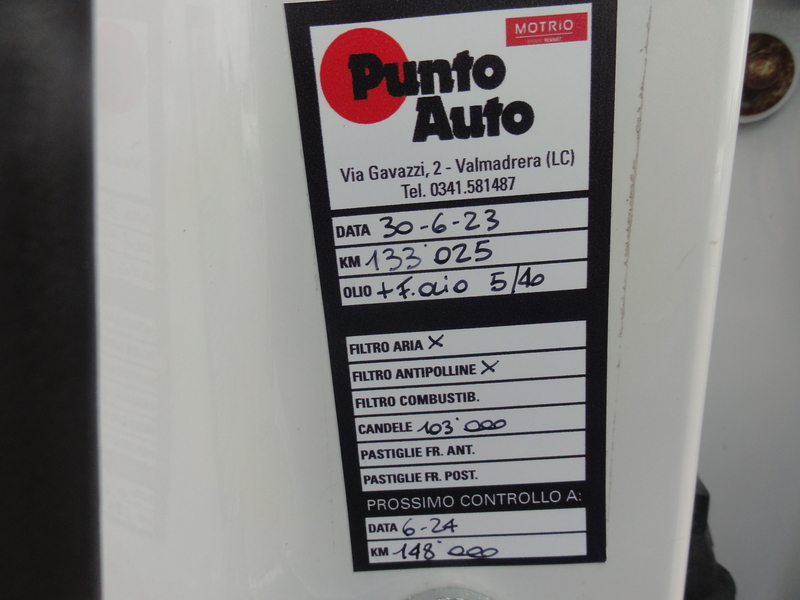 MOTRIO
Punto
Auto
Via Gavazzi, 2 - Valmadrera (LC)
Tel. 0341.581487
DATA 30-6-23
KM 133˙025
OLIO + F.olio 5/40
FILTRO ARIA X
FILTRO ANTIPOLLINE X
FILTRO COMBUSTIB.
CANDELE 103˙000
PASTIGLIE FR. ANT.
PASTIGLIE FR. POST.
PROSSIMO CONTROLLO A:
DATA 6-24
KM 148˙000